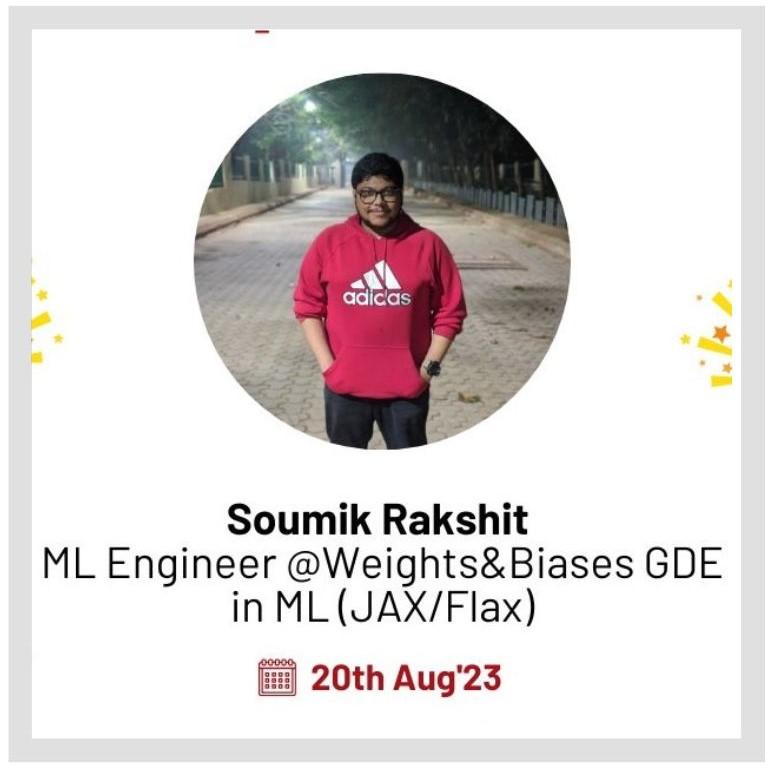 adidas
Soumik Rakshit
ML Engineer @Weights&Biases GDE
in ML (JAX/Flax)
20th Aug'23